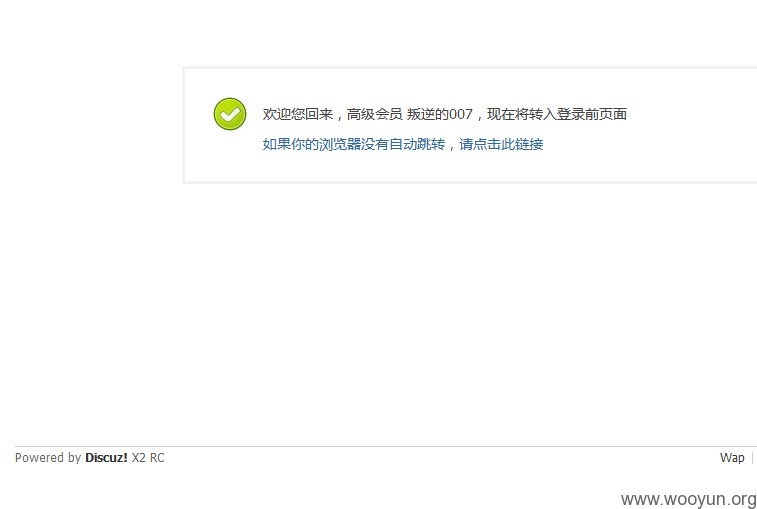 欢迎您回来，高级会员 叛逆的007，现在将转入登录前页面
如果你的浏览器没有自动跳转，请点击此链接
Powered by Discuz! X2 RC
Wap |
www.wooyun.org